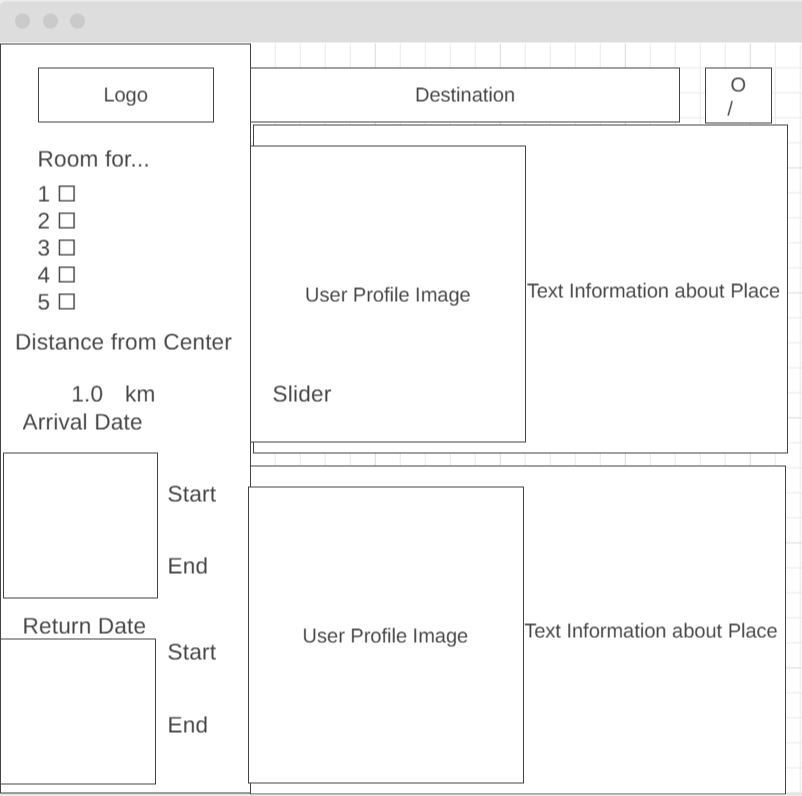 Logo
Destination
O
/
Room for...
1 ☐
2 ☐
3 ☐
4 ☐
5 ☐
Distance from Center
1.0 km
Arrival Date
Start
End
Return Date
Start
End
User Profile Image
Text Information about Place
Slider
User Profile Image
Text Information about Place